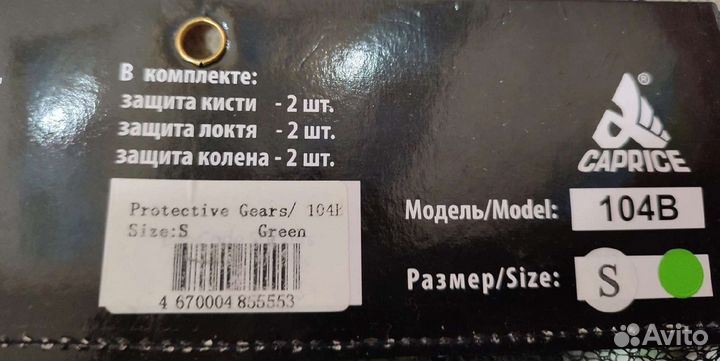 В комплекте:
защита кисти - 2 шт.
защита локтя - 2 шт.
защита колена - 2 шт.
®
CAPRICE
Protective Gears/ 104B
Size:S Green
4 670004 855553
Модель/Model: 104B
Размер/Size: S
Avito